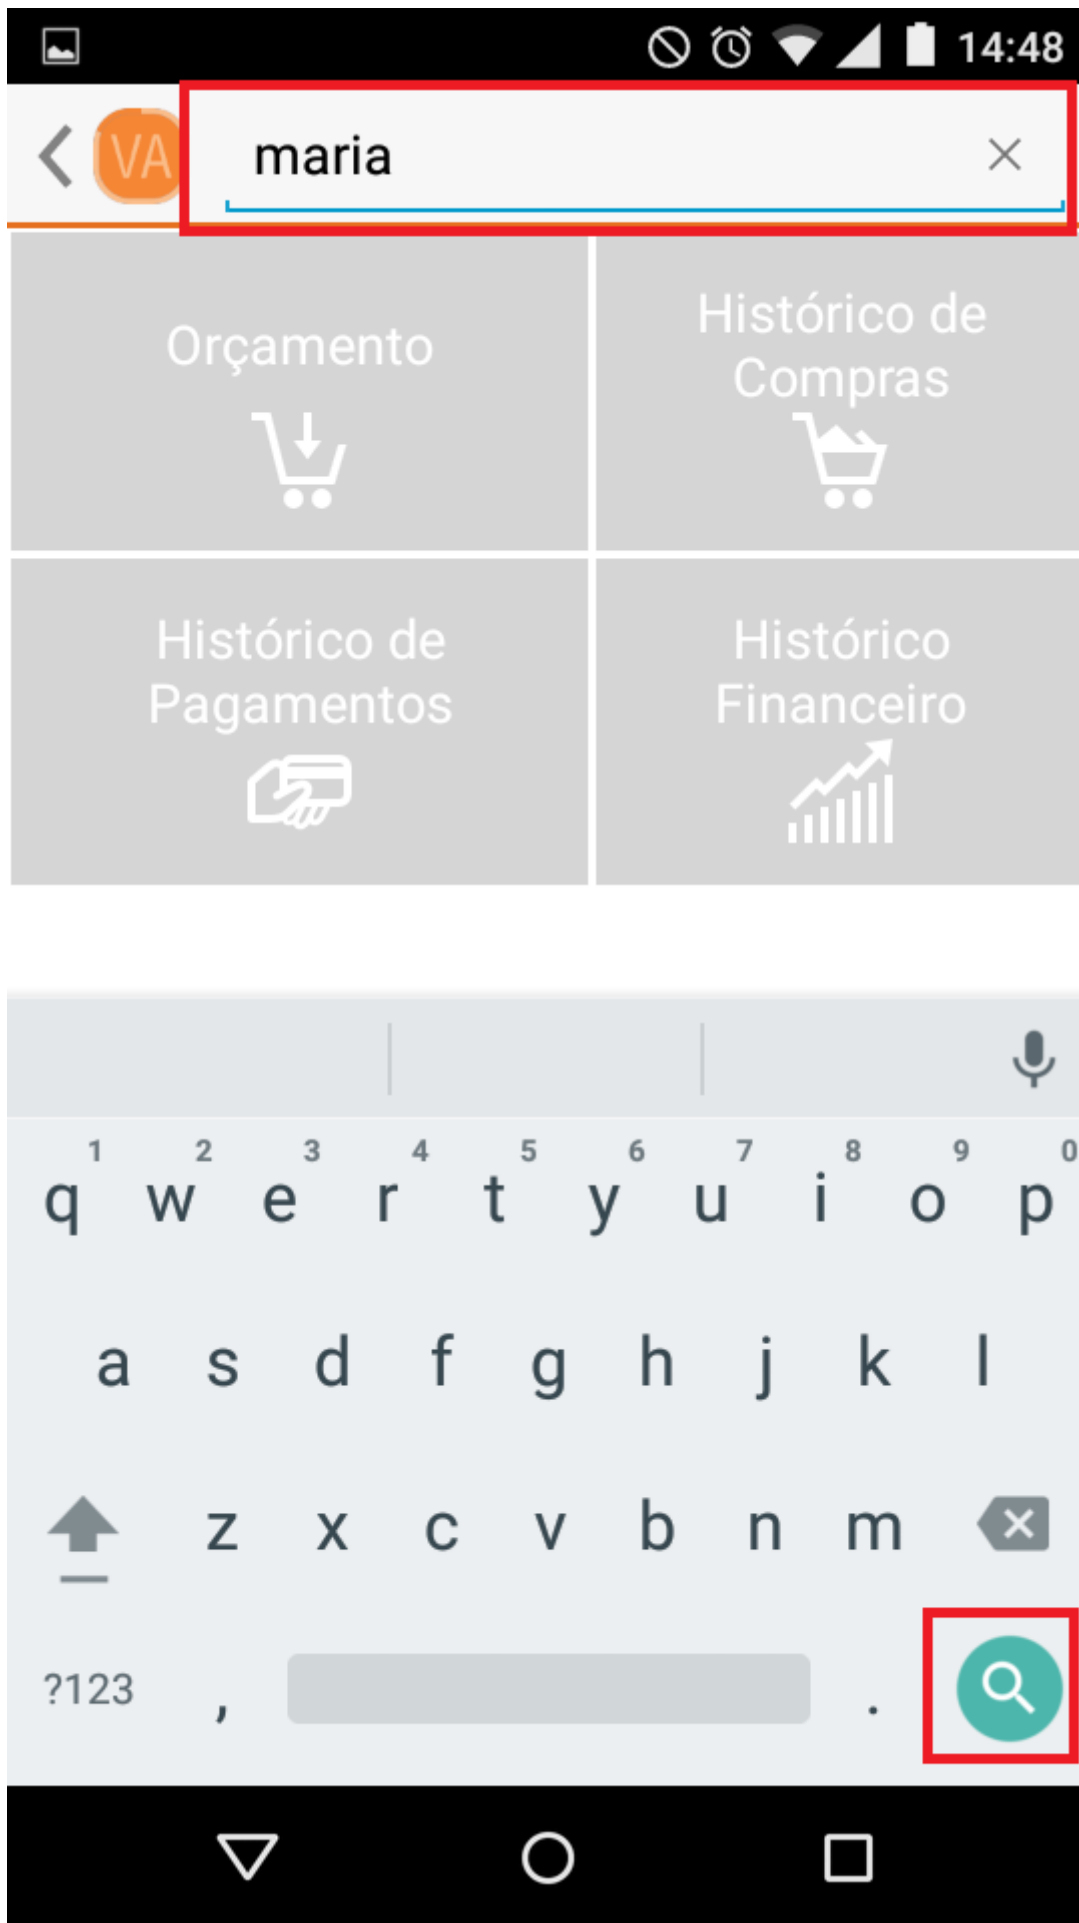 14:48
VA maria
Orçamento
Histórico de
Compras
Histórico de
Pagamentos
Histórico
Financeiro
1 2 3 4 5 6 7 8 9 0
q w e r t y u i o p
a s d f g h j k l
z x c v b n m
?123 , .